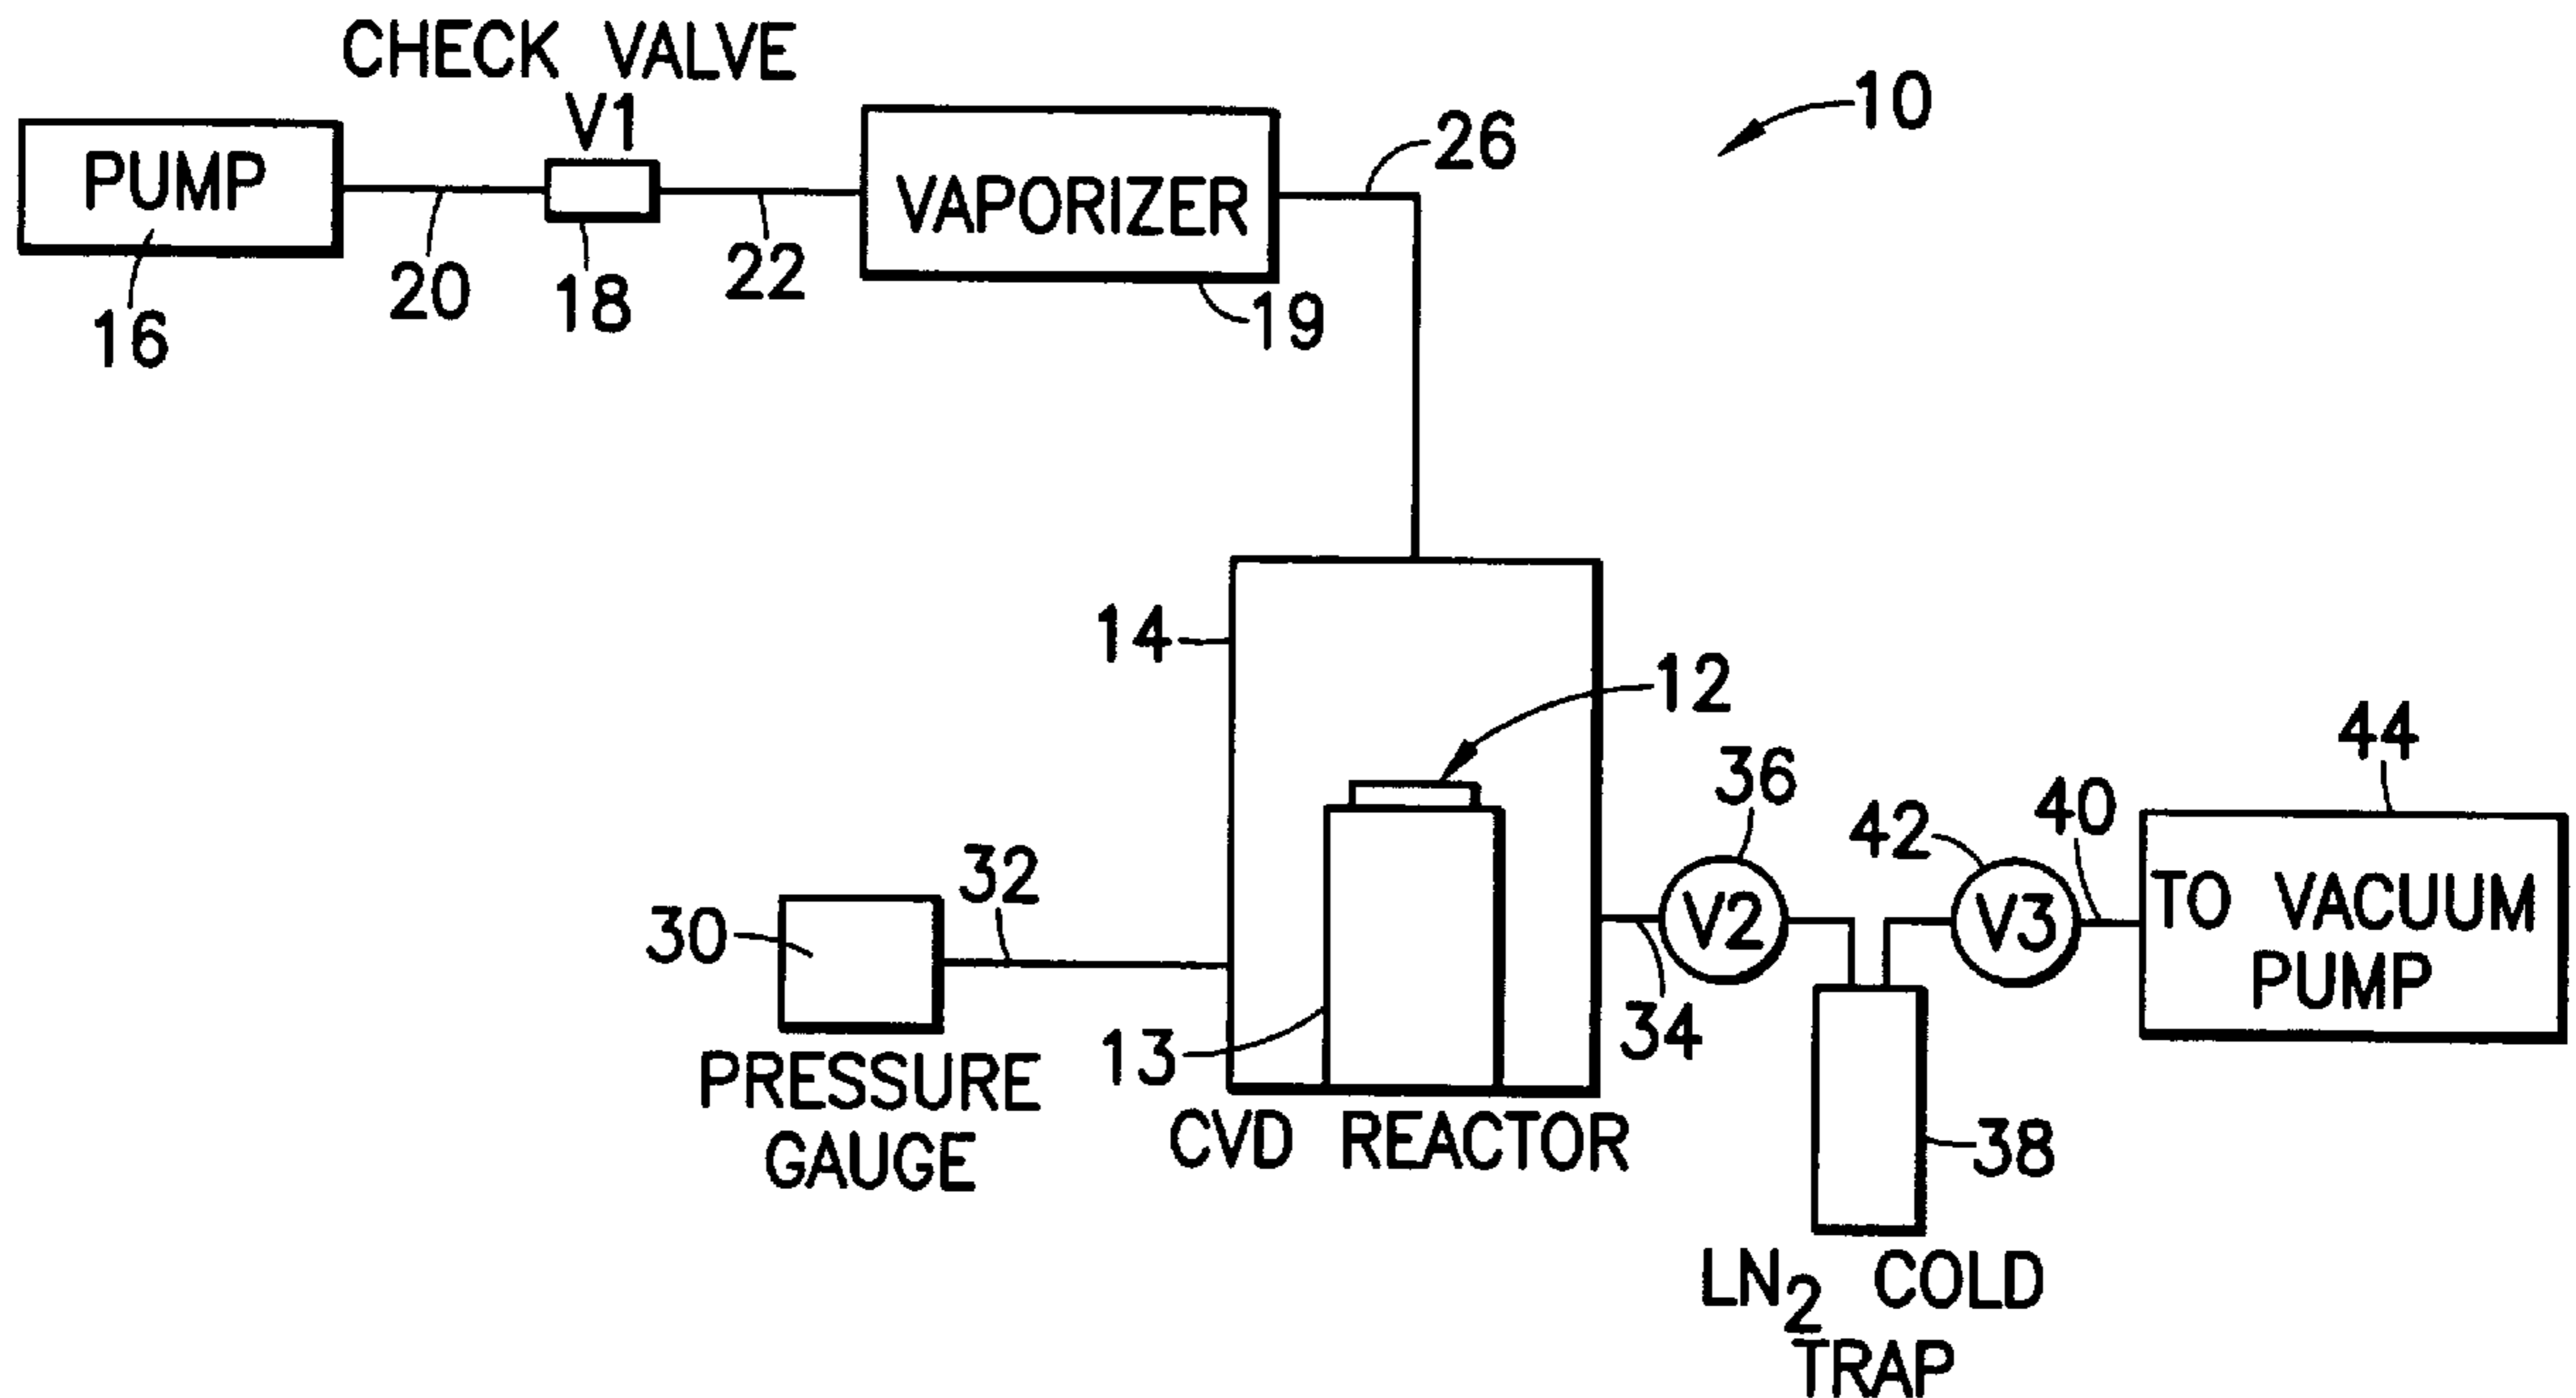 CHECK VALVE
V1
10
PUMP
VAPORIZER
26
20
18
22
19
16
14
12
44
36
42
40
32
30
V2
V3
TO VACUUM
PUMP
34
13
PRESSURE
GAUGE
CVD REACTOR
38
LN₂ COLD
TRAP